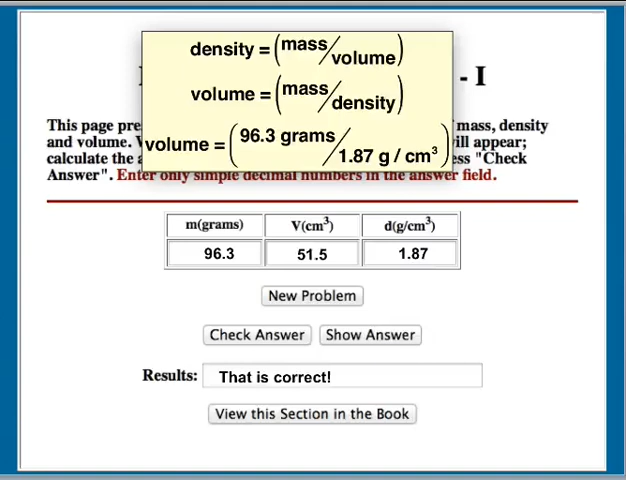 density = (mass/volume)
volume = (mass/density)
volume = (96.3 grams/1.87 g / cm³)
- I
This page pre mass, density
and volume. ill appear;
calculate the a ess "Check
Answer". Enter only simple decimal numbers in the answer field.
m(grams) V(cm³) d(g/cm³)
96.3 51.5 1.87
New Problem
Check Answer Show Answer
Results: That is correct!
View this Section in the Book